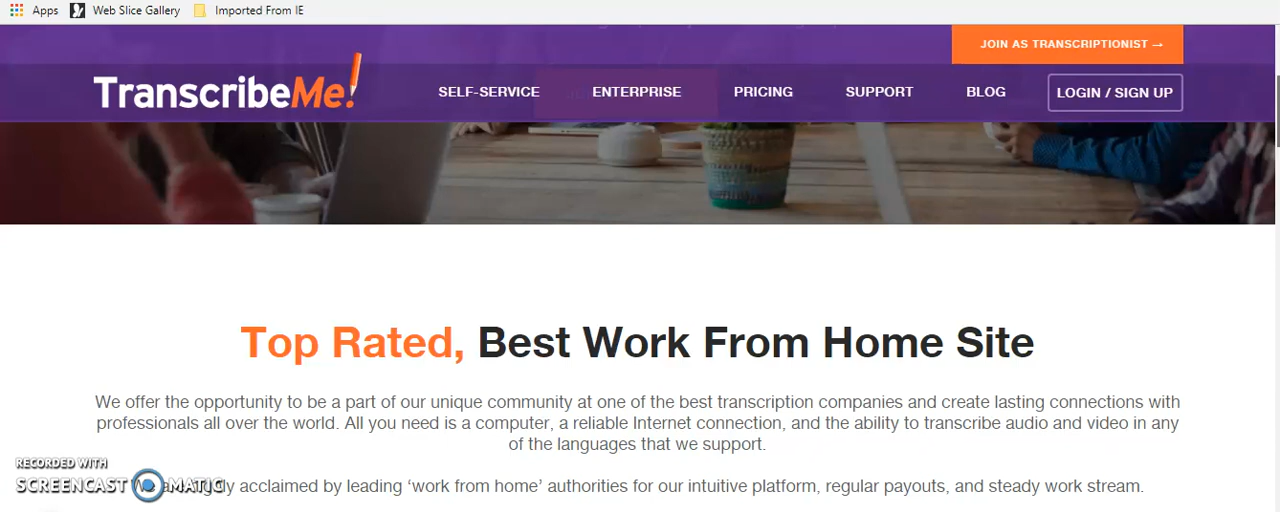 Apps Web Slice Gallery Imported From IE
JOIN AS TRANSCRIPTIONIST →
TranscribeMe! SELF-SERVICE ENTERPRISE PRICING SUPPORT BLOG LOGIN / SIGN UP
Top Rated, Best Work From Home Site
We offer the opportunity to be a part of our unique community at one of the best transcription companies and create lasting connections with
professionals all over the world. All you need is a computer, a reliable Internet connection, and the ability to transcribe audio and video in any
of the languages that we support.
RECORDED WITH
SCREENCAST MATIC
acclaimed by leading ‘work from home’ authorities for our intuitive platform, regular payouts, and steady work stream.